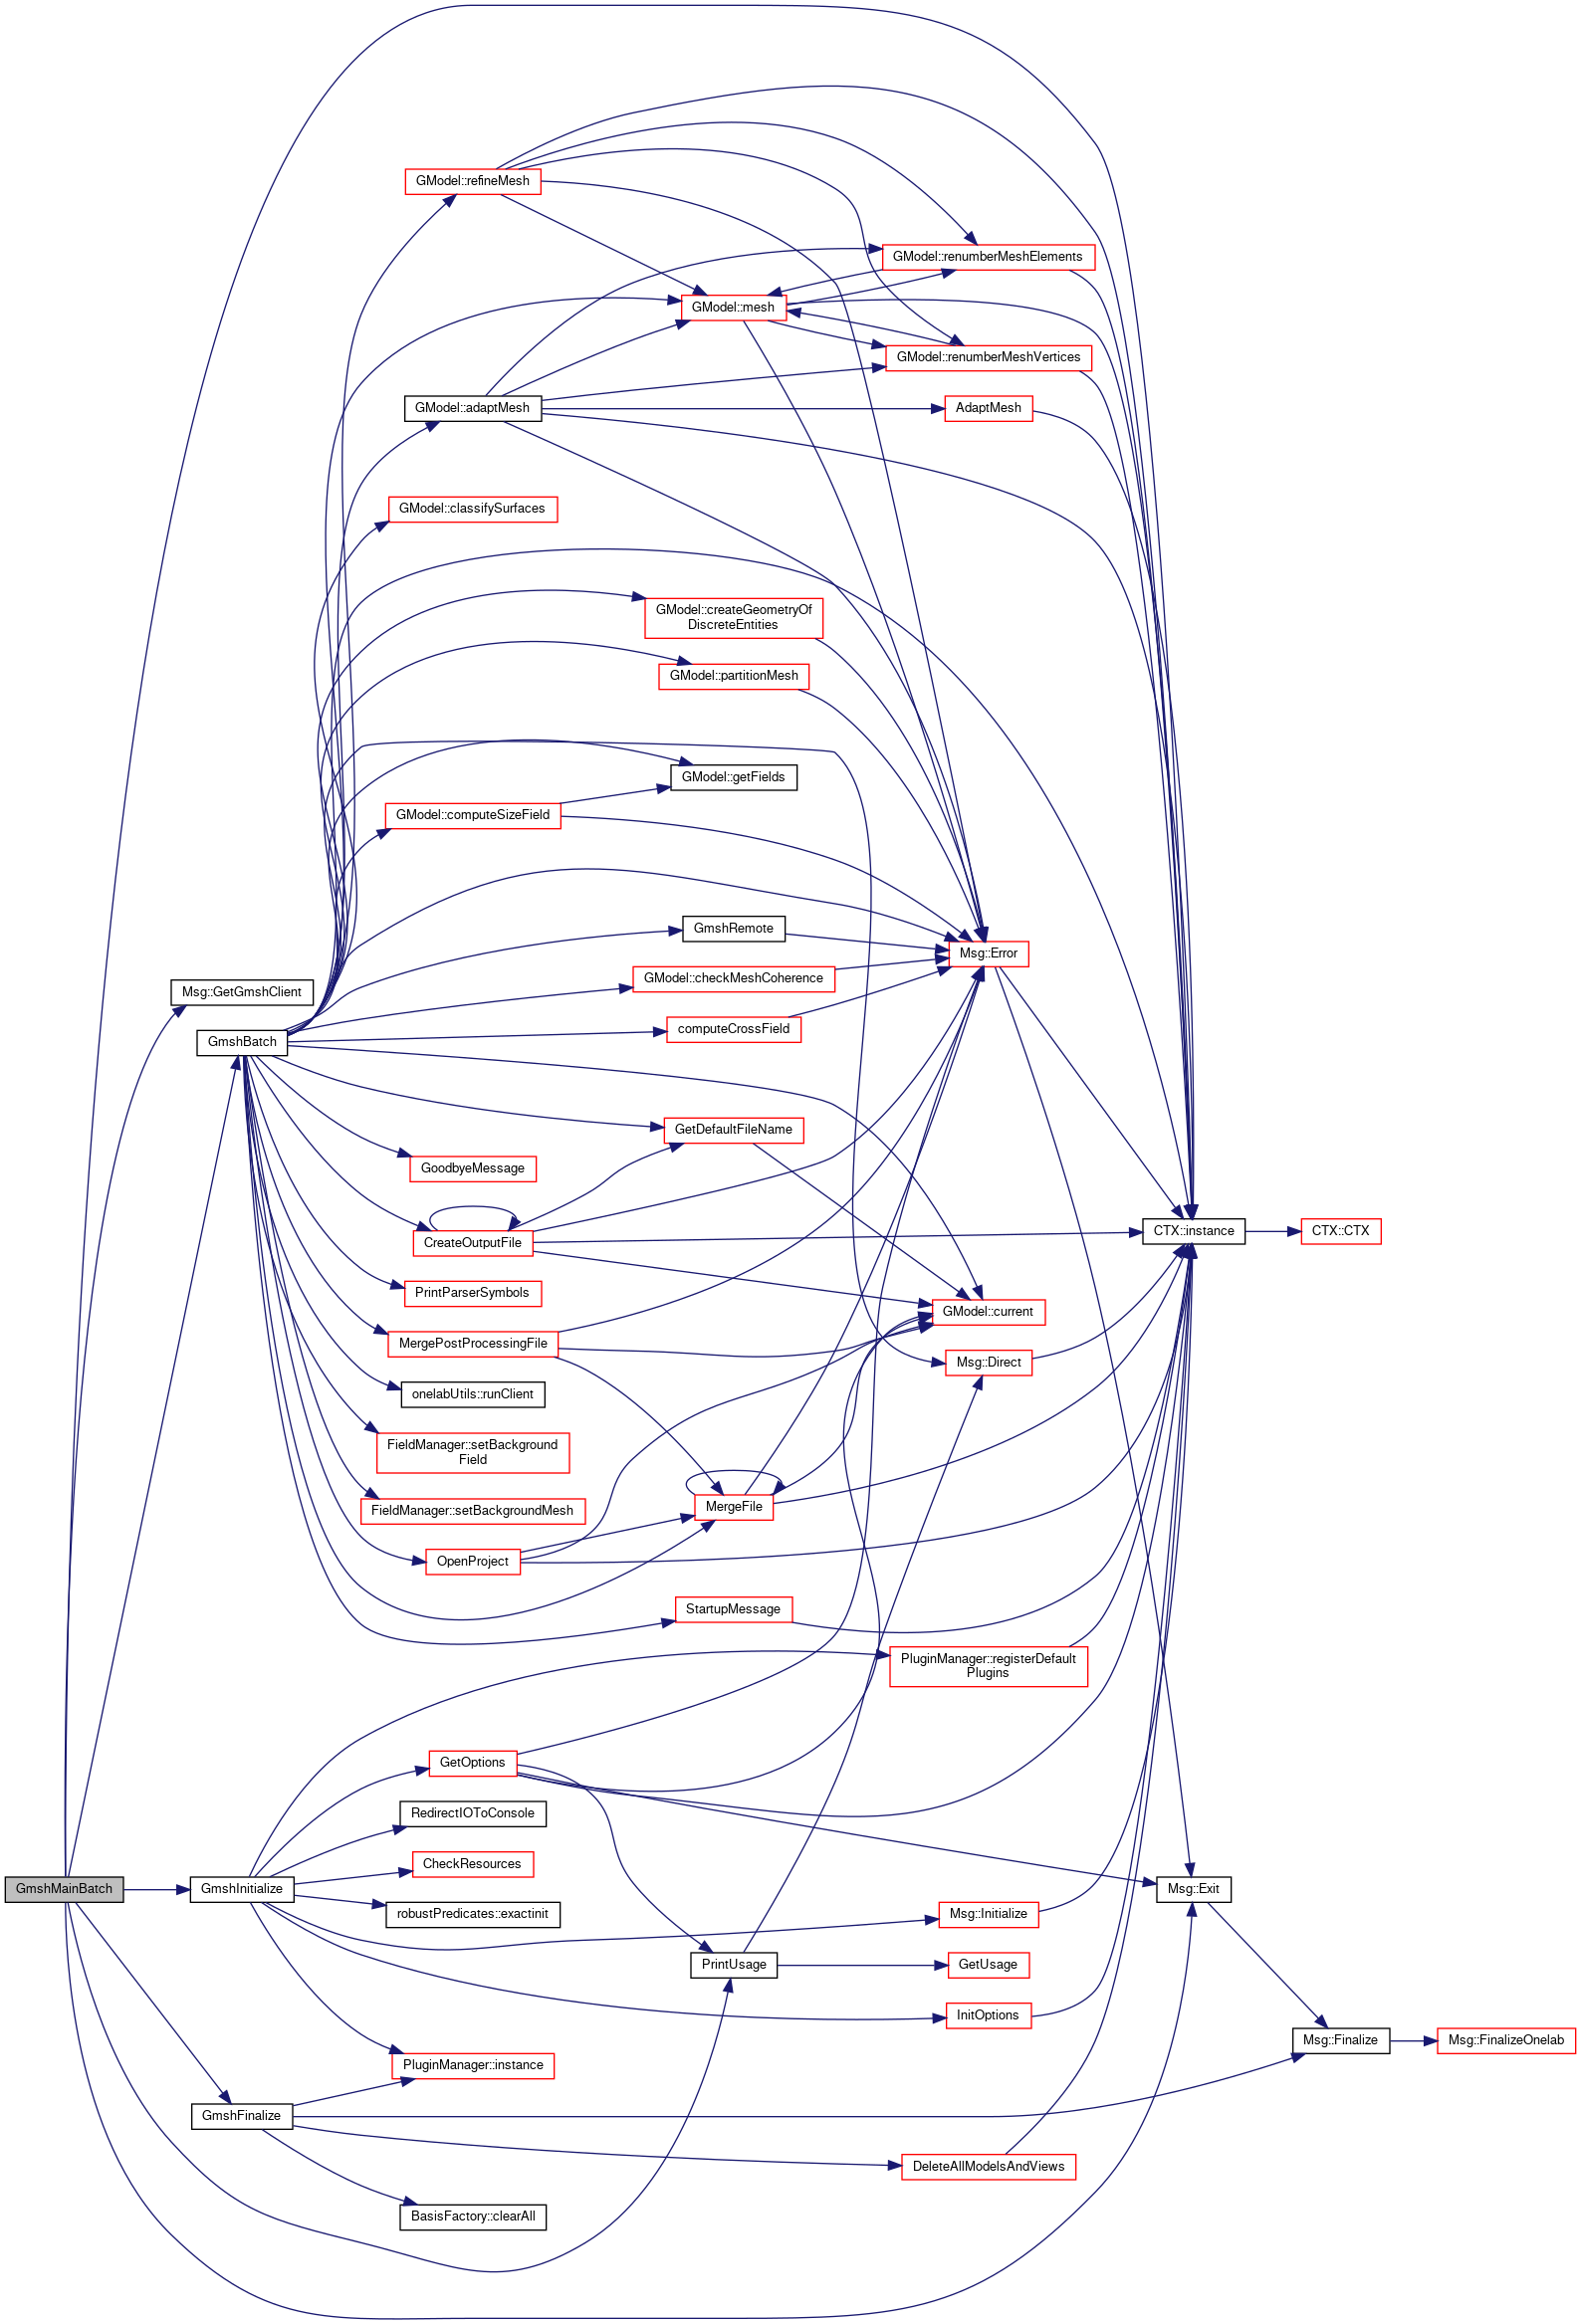 GModel::refineMesh
GModel::renumberMeshElements
GModel::mesh
GModel::renumberMeshVertices
GModel::adaptMesh
AdaptMesh
GModel::classifySurfaces
GModel::createGeometryOf
DiscreteEntities
GModel::partitionMesh
GModel::getFields
GModel::computeSizeField
GmshRemote
Msg::Error
GModel::checkMeshCoherence
Msg::GetGmshClient
computeCrossField
GmshBatch
GetDefaultFileName
GoodbyeMessage
CreateOutputFile
CTX::instance
CTX::CTX
PrintParserSymbols
GModel::current
MergePostProcessingFile
Msg::Direct
onelabUtils::runClient
FieldManager::setBackground
Field
FieldManager::setBackgroundMesh
MergeFile
OpenProject
StartupMessage
PluginManager::registerDefault
Plugins
GetOptions
RedirectIOToConsole
CheckResources
GmshMainBatch
GmshInitialize
Msg::Exit
robustPredicates::exactinit
Msg::Initialize
PrintUsage
GetUsage
InitOptions
Msg::Finalize
Msg::FinalizeOnelab
PluginManager::instance
GmshFinalize
DeleteAllModelsAndViews
BasisFactory::clearAll